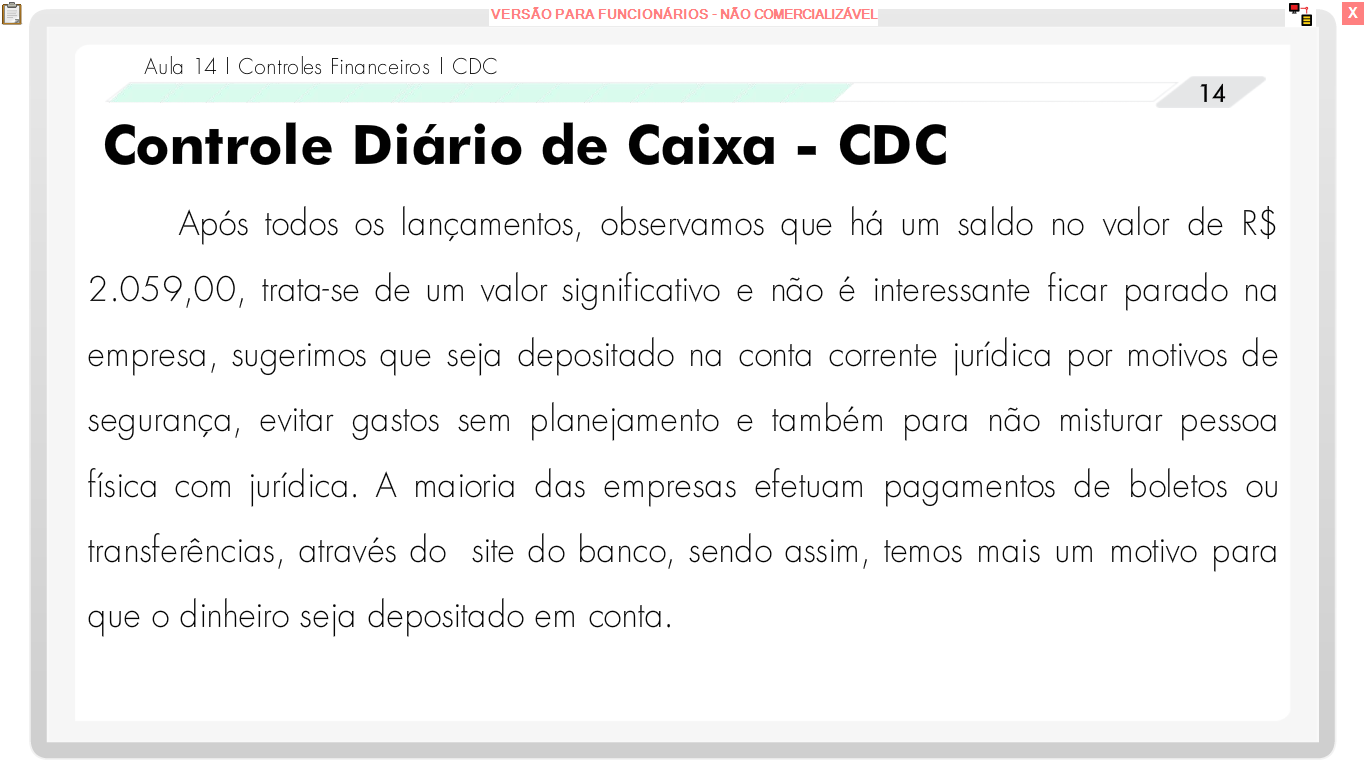 VERSÃO PARA FUNCIONÁRIOS - NÃO COMERCIALIZÁVEL
X
Aula 14 | Controles Financeiros | CDC
14
Controle Diário de Caixa - CDC
Após todos os lançamentos, observamos que há um saldo no valor de R$
2.059,00, trata-se de um valor significativo e não é interessante ficar parado na
empresa, sugerimos que seja depositado na conta corrente jurídica por motivos de
segurança, evitar gastos sem planejamento e também para não misturar pessoa
física com jurídica. A maioria das empresas efetuam pagamentos de boletos ou
transferências, através do site do banco, sendo assim, temos mais um motivo para
que o dinheiro seja depositado em conta.